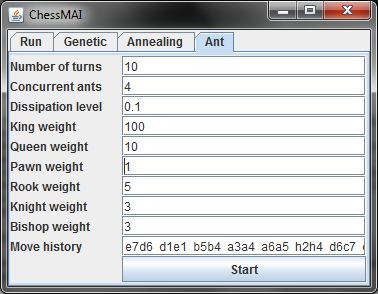 ChessMAI
Run Genetic Annealing Ant
Number of turns 10
Concurrent ants 4
Dissipation level 0.1
King weight 100
Queen weight 10
Pawn weight 1
Rook weight 5
Knight weight 3
Bishop weight 3
Move history e7d6 d1e1 b5b4 a3a4 a6a5 h2h4 d6c7
Start